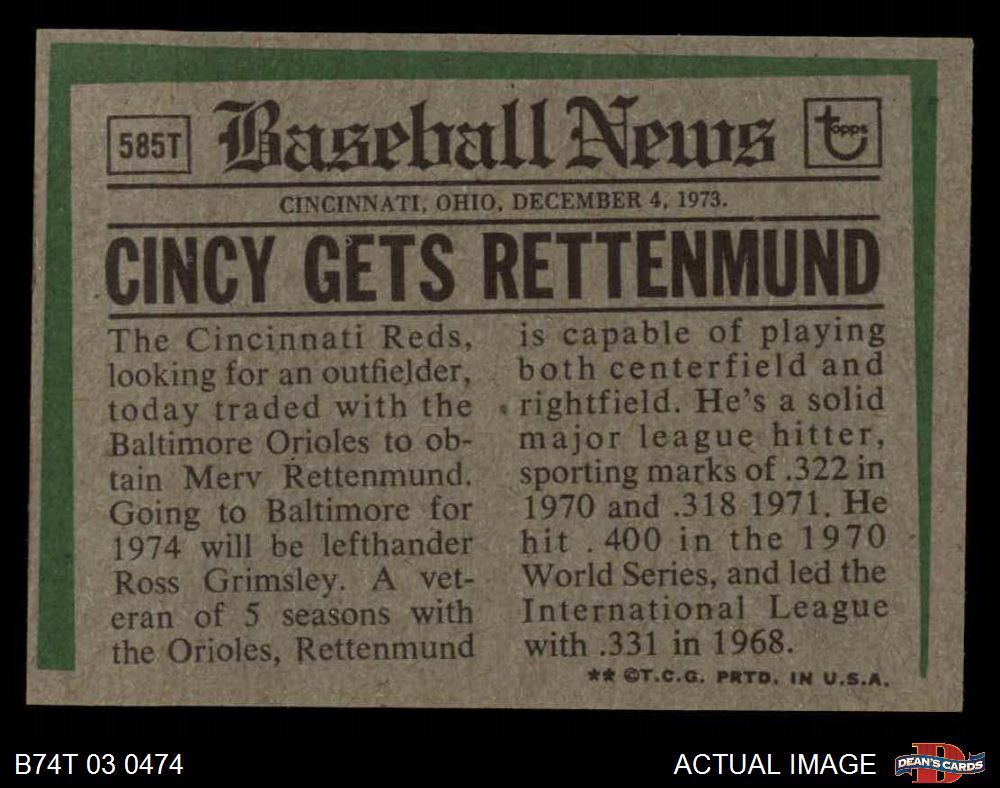 585T
Baseball News
topps
CINCINNATI, OHIO, DECEMBER 4, 1973.
CINCY GETS RETTENMUND
The Cincinnati Reds,
looking for an outfielder,
today traded with the
Baltimore Orioles to ob-
tain Merv Rettenmund.
Going to Baltimore for
1974 will be lefthander
Ross Grimsley. A vet-
eran of 5 seasons with
the Orioles, Rettenmund
is capable of playing
both centerfield and
rightfield. He's a solid
major league hitter,
sporting marks of .322 in
1970 and .318 1971. He
hit .400 in the 1970
World Series, and led the
International League
with .331 in 1968.
** ©T.C.G. PRTD. IN U.S.A.
B74T 03 0474
ACTUAL IMAGE
DEAN'S CARDS